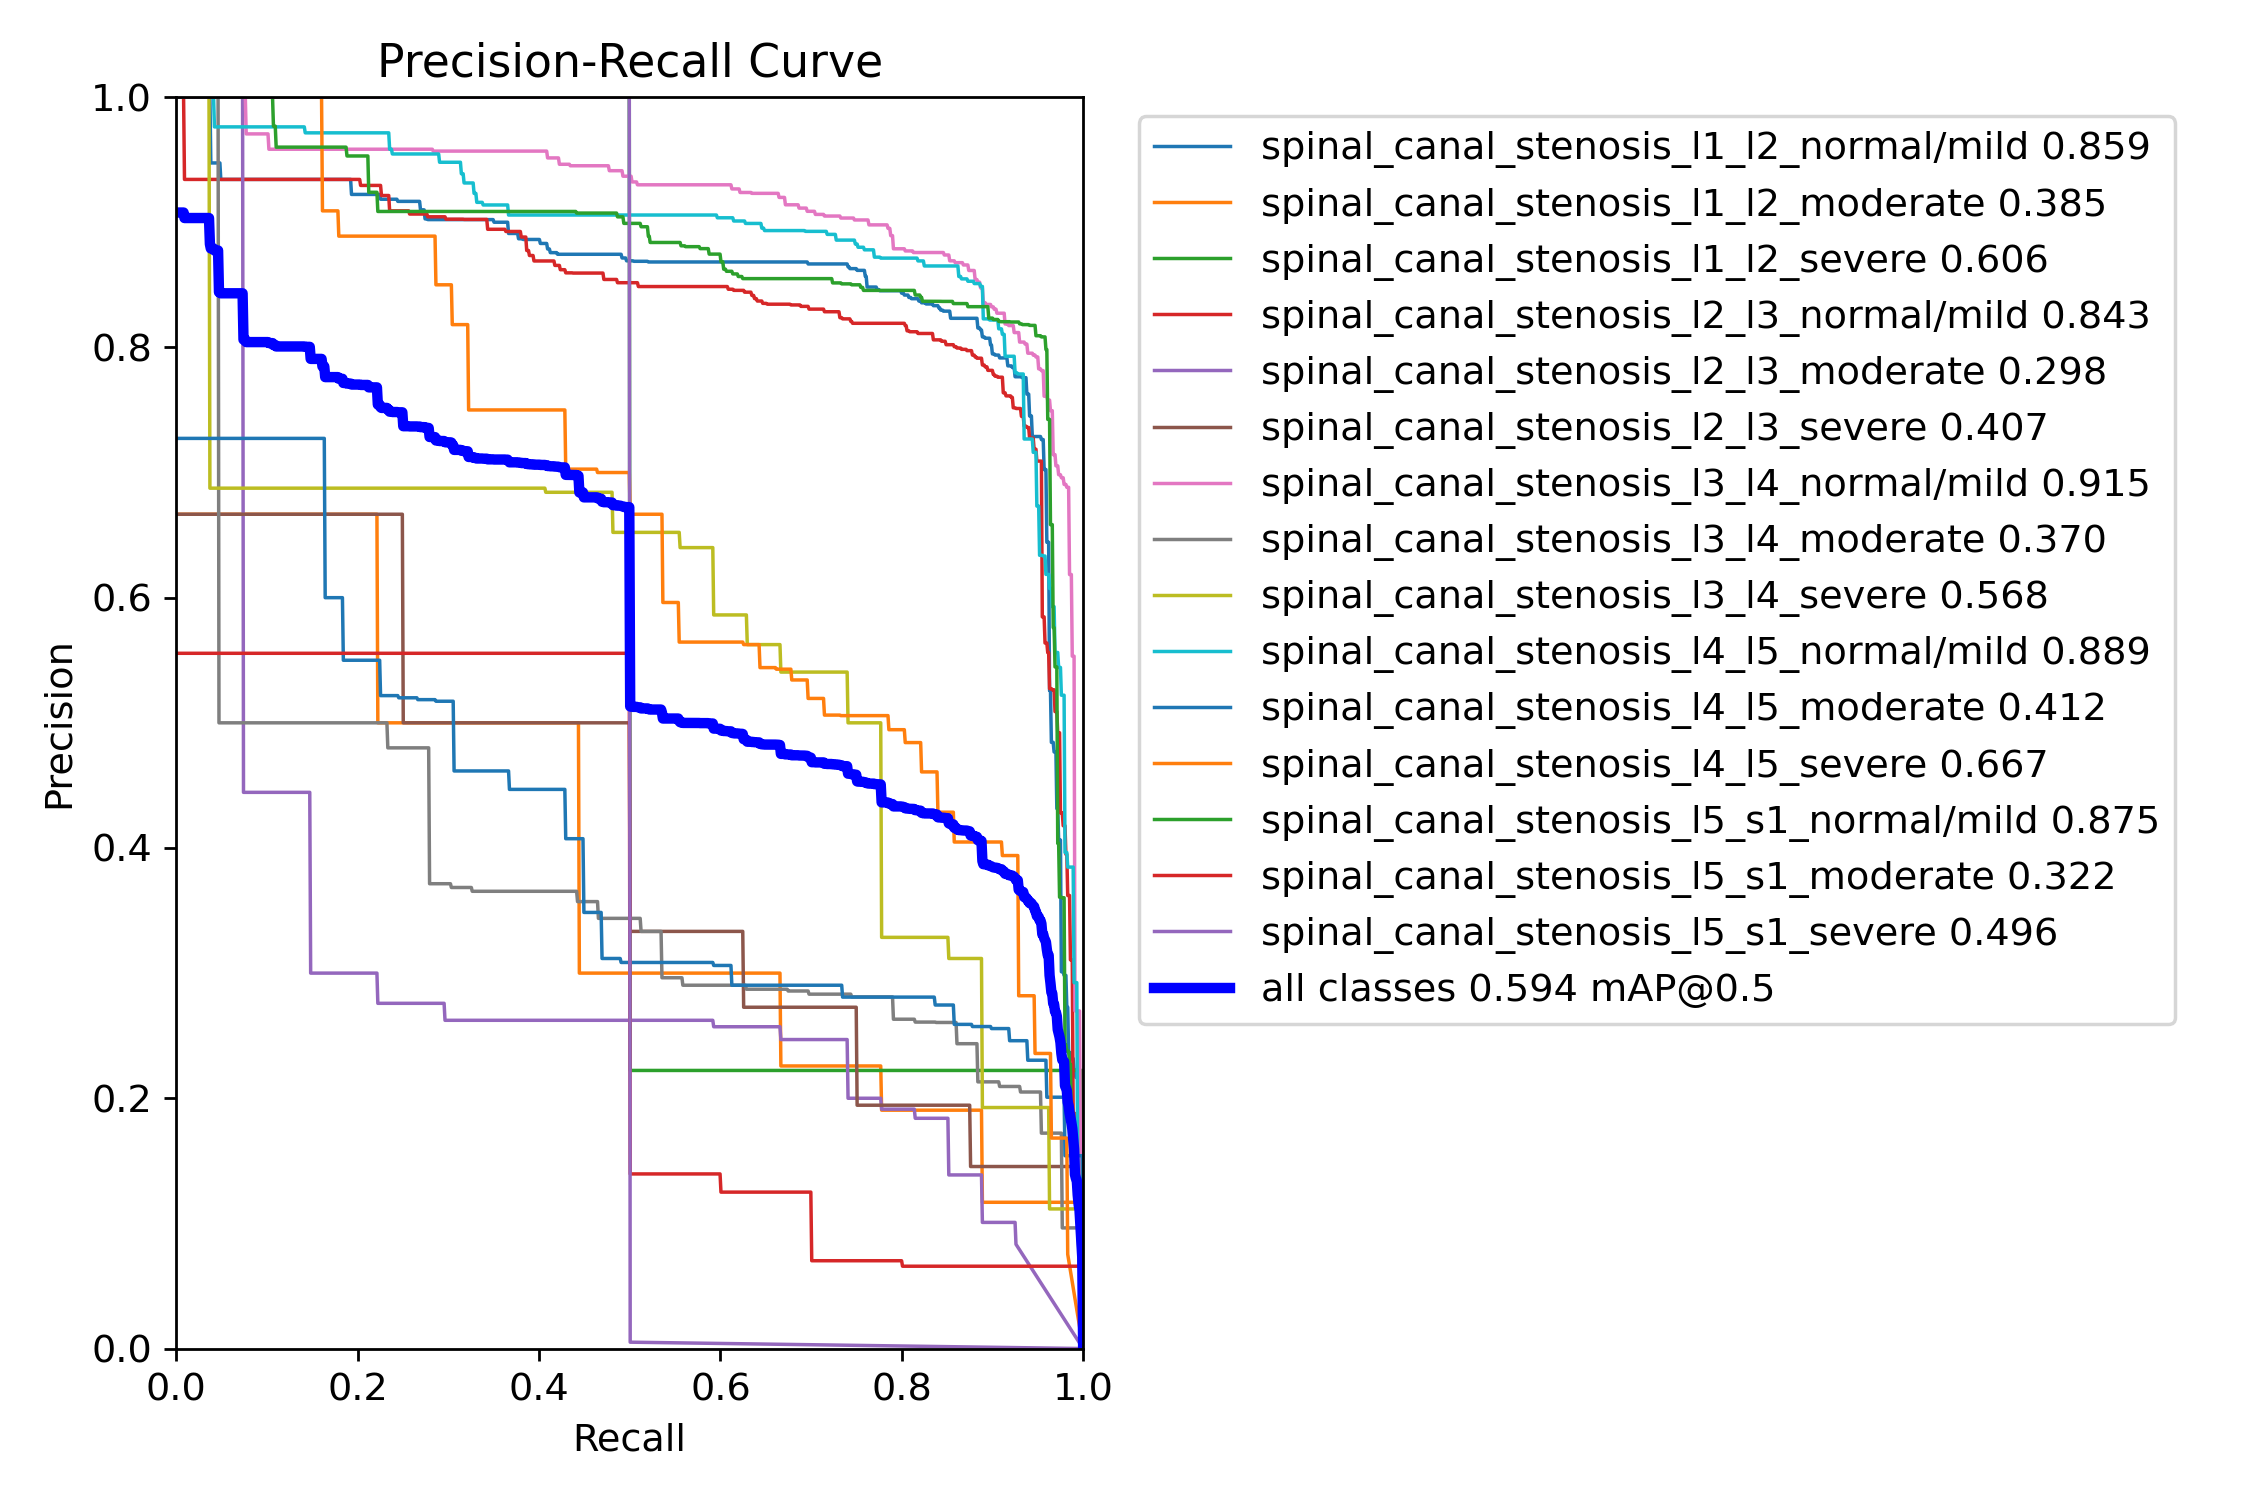 Precision-Recall Curve
1.0
0.8
0.6
0.4
0.2
0.0
Precision
0.0 0.2 0.4 0.6 0.8 1.0
Recall
spinal_canal_stenosis_l1_l2_normal/mild 0.859
spinal_canal_stenosis_l1_l2_moderate 0.385
spinal_canal_stenosis_l1_l2_severe 0.606
spinal_canal_stenosis_l2_l3_normal/mild 0.843
spinal_canal_stenosis_l2_l3_moderate 0.298
spinal_canal_stenosis_l2_l3_severe 0.407
spinal_canal_stenosis_l3_l4_normal/mild 0.915
spinal_canal_stenosis_l3_l4_moderate 0.370
spinal_canal_stenosis_l3_l4_severe 0.568
spinal_canal_stenosis_l4_l5_normal/mild 0.889
spinal_canal_stenosis_l4_l5_moderate 0.412
spinal_canal_stenosis_l4_l5_severe 0.667
spinal_canal_stenosis_l5_s1_normal/mild 0.875
spinal_canal_stenosis_l5_s1_moderate 0.322
spinal_canal_stenosis_l5_s1_severe 0.496
all classes 0.594 mAP@0.5